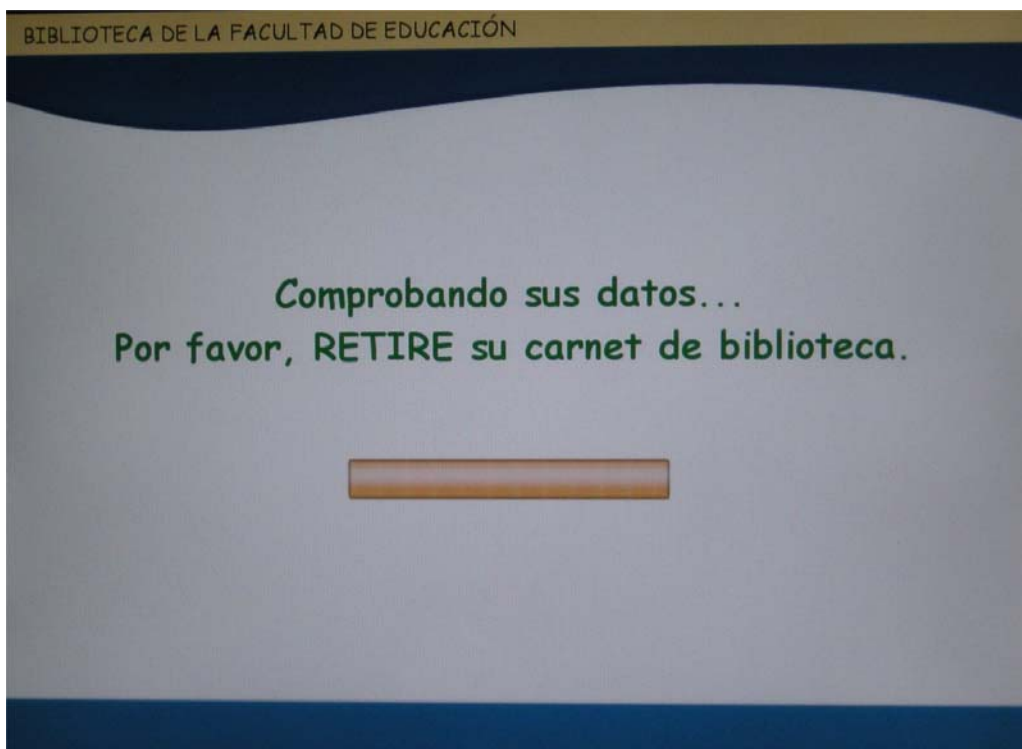 BIBLIOTECA DE LA FACULTAD DE EDUCACIÓN
Comprobando sus datos...
Por favor, RETIRE su carnet de biblioteca.